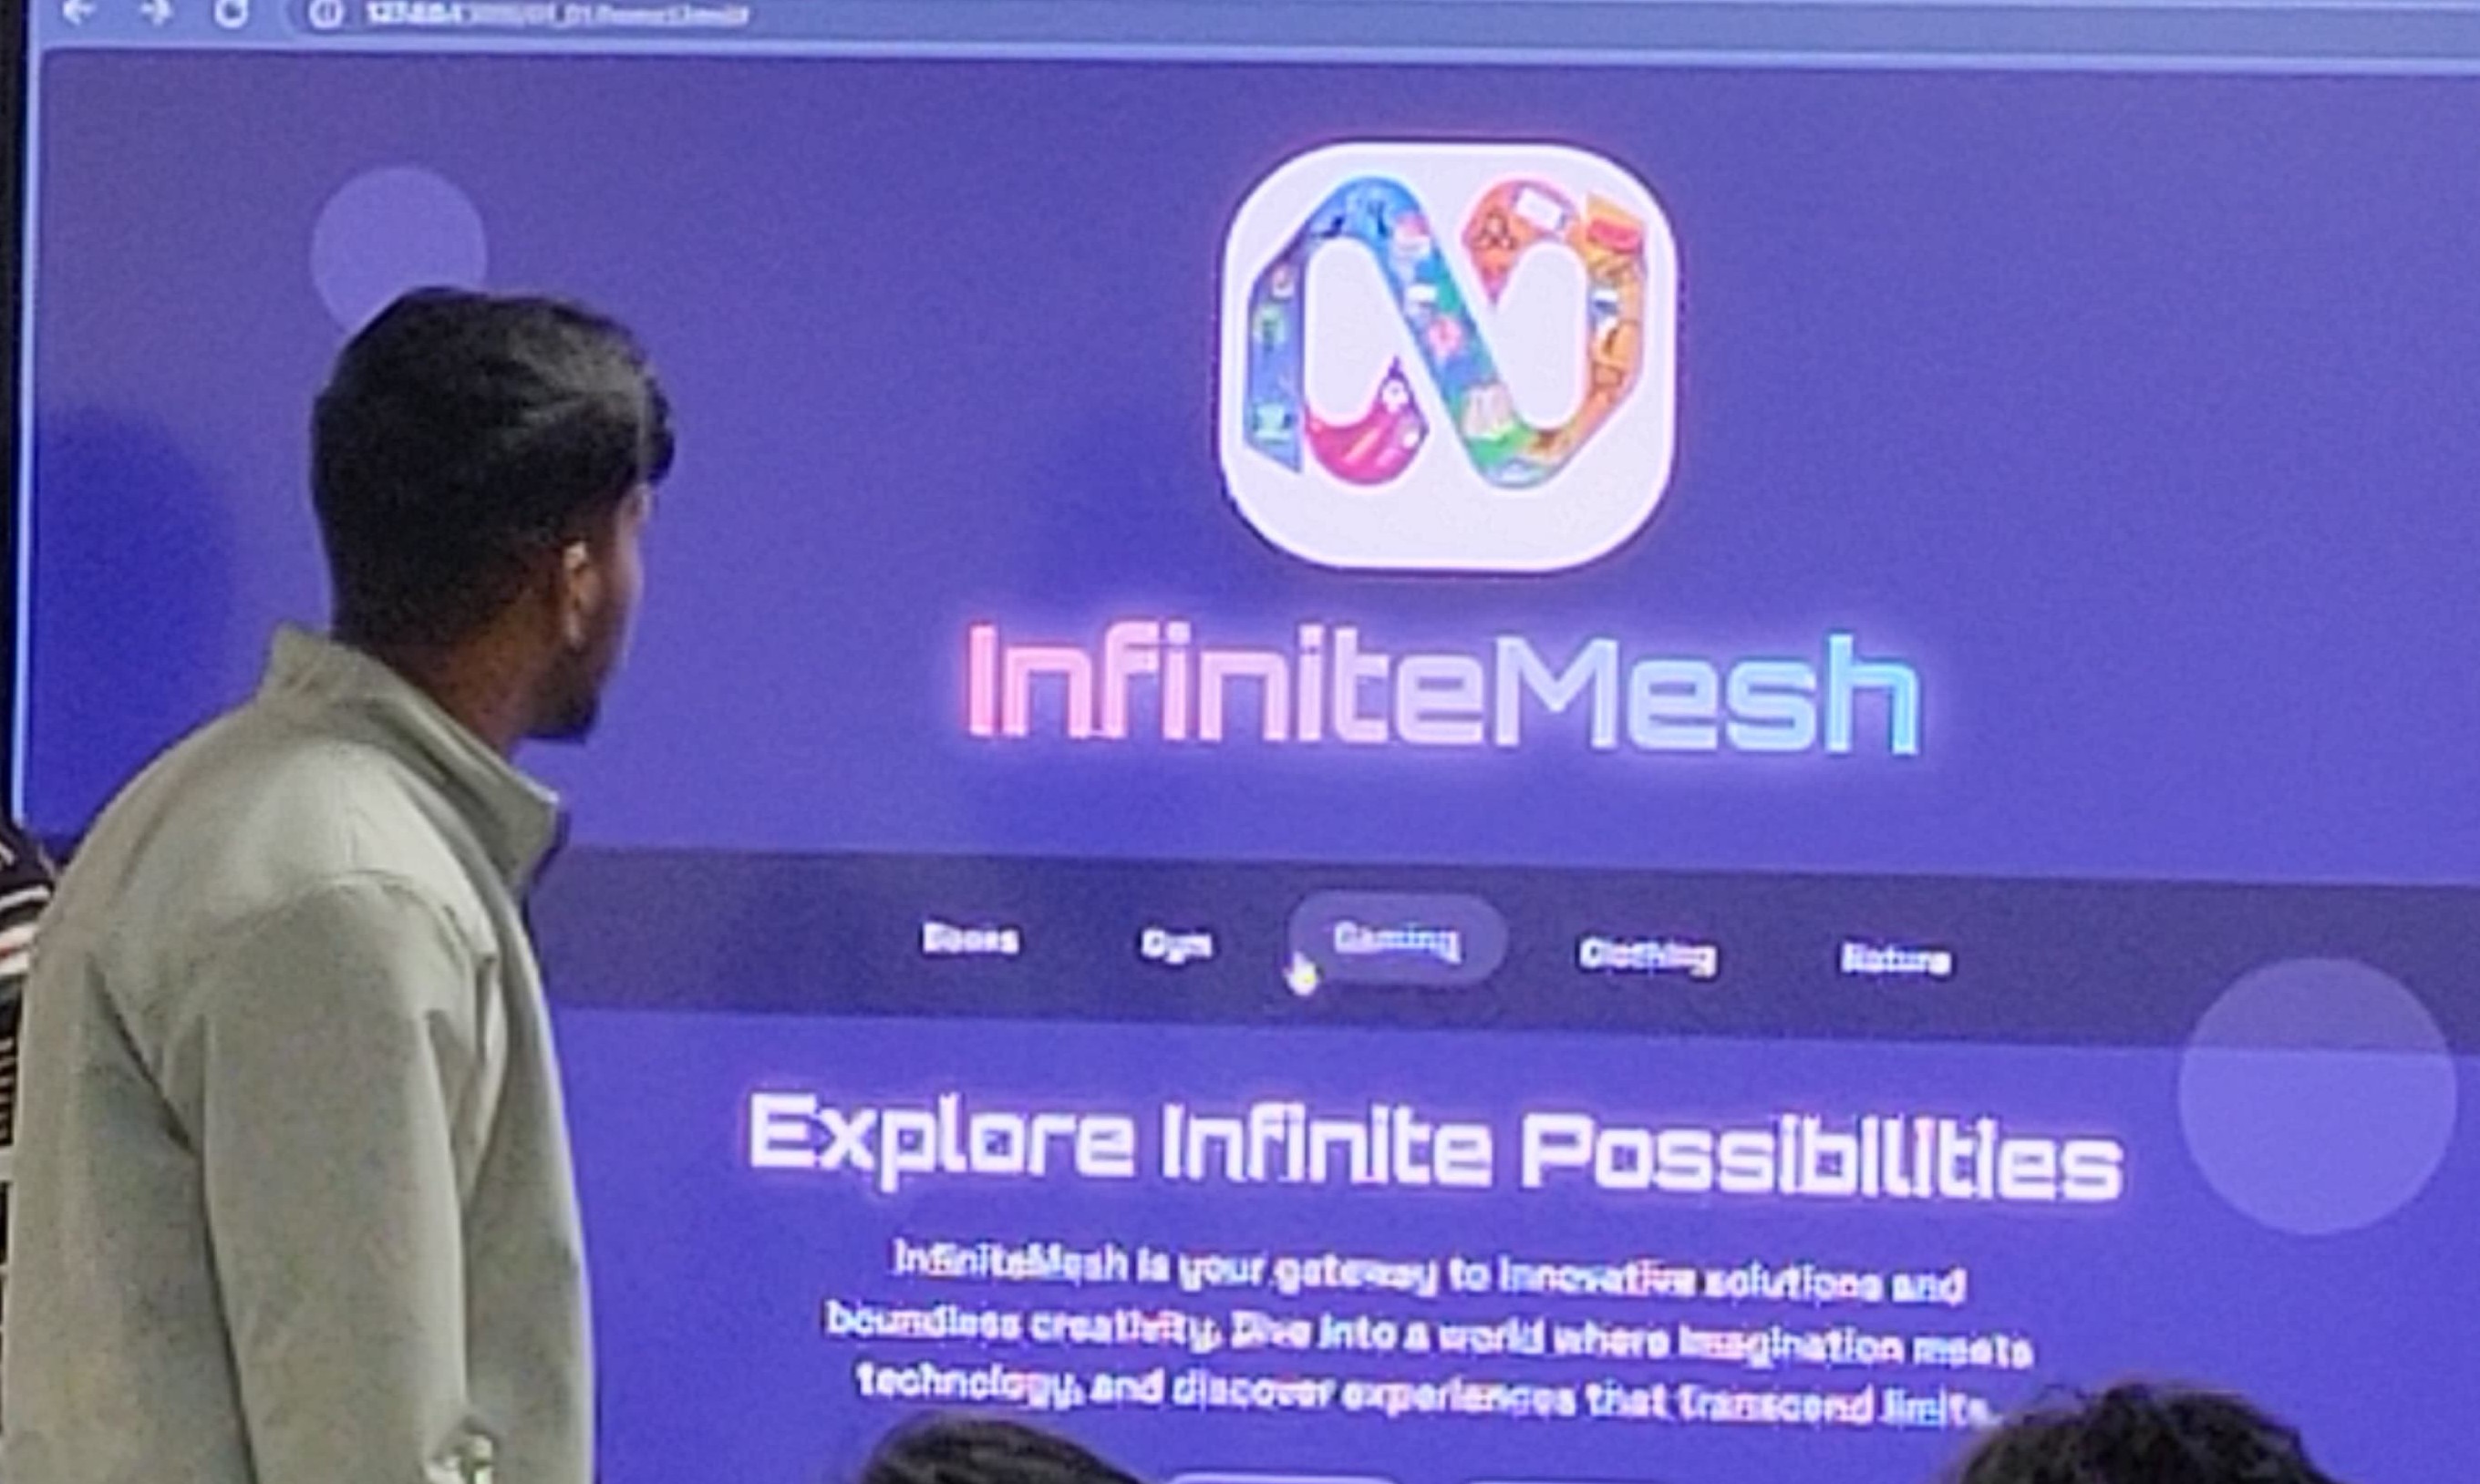 InfiniteMesh
Books Gym Gaming Clothing Nature
Explore Infinite Possibilities
InfiniteMesh is your gateway to innovative solutions and
boundless creativity. Dive into a world where imagination meets
technology, and discover experiences that transcend limits.